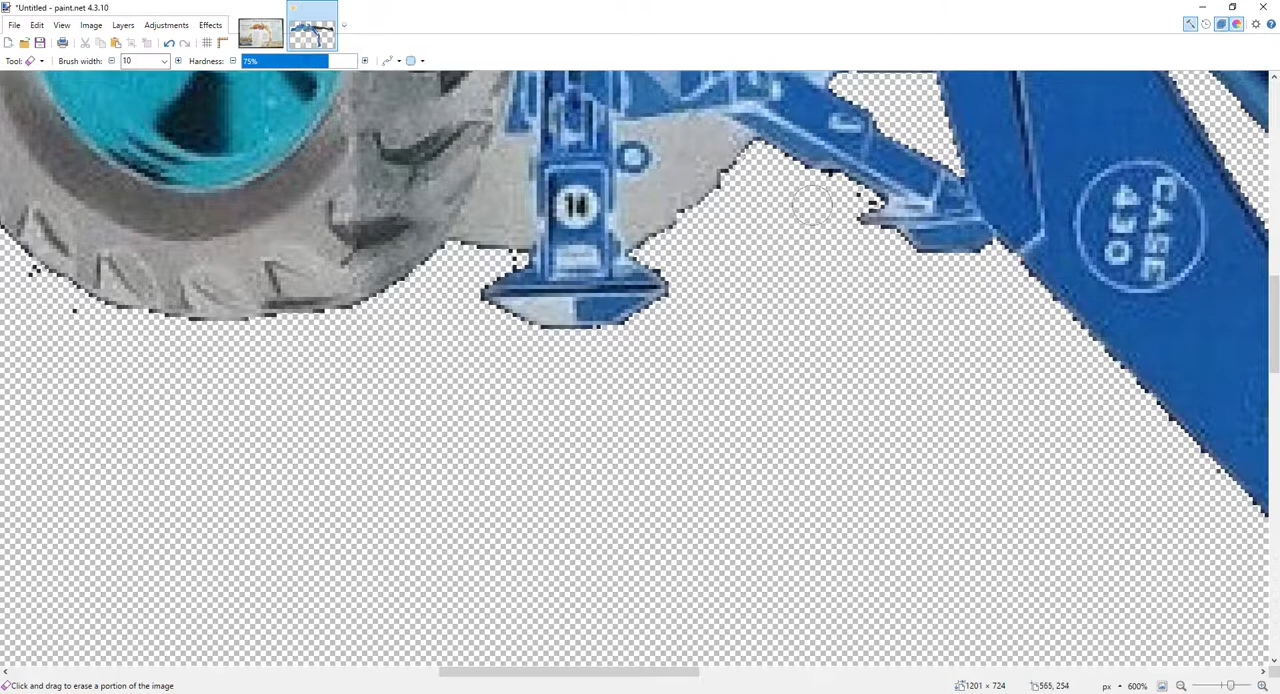 *Untitled - paint.net 4.3.10
File Edit View Image Layers Adjustments Effects
Tool: Brush width: 10 Hardness: 75%
14
CASE
430
Click and drag to erase a portion of the image
1201 × 724 565, 254 px 600%